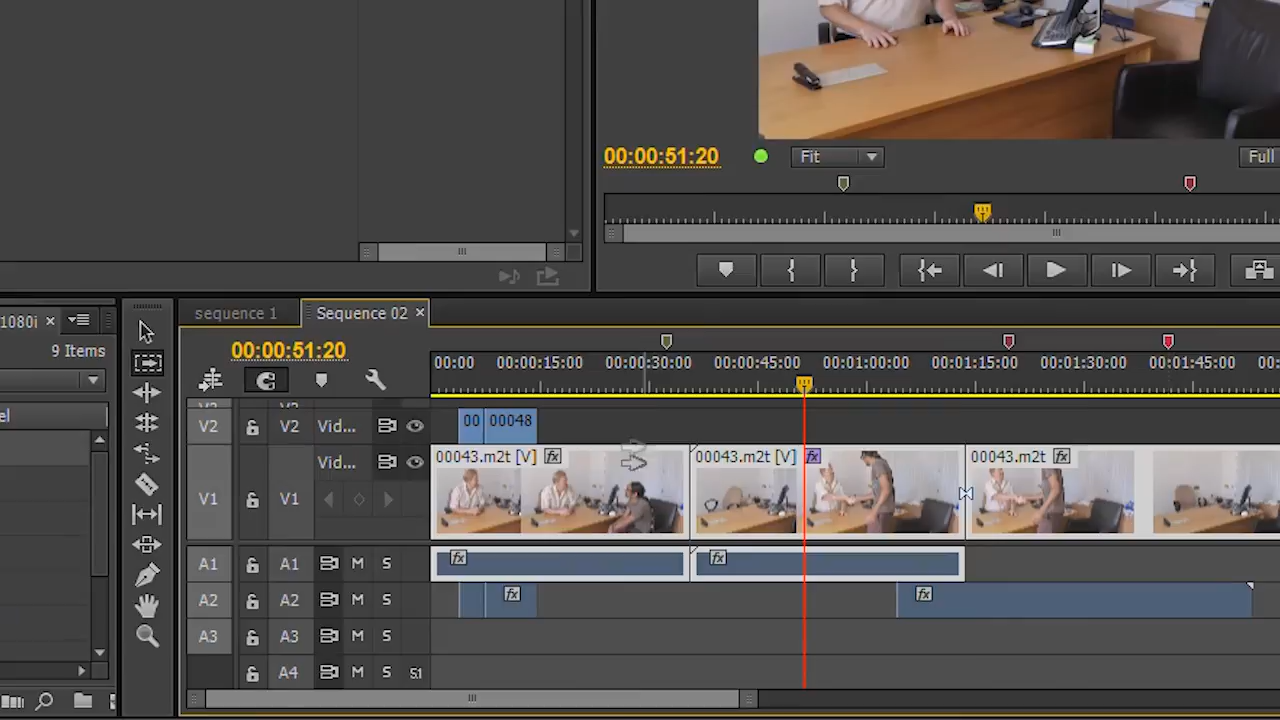 00:00:51:20
Fit
Full
1080i ×
9 Items
sequence 1
Sequence 02 ×
00:00:51:20
00:00 00:00:15:00 00:00:30:00 00:00:45:00 00:01:00:00 00:01:15:00 00:01:30:00 00:01:45:00 00:
V2 V2 Vid... 00 00048
Vid... 00043.m2t [V] fx 00043.m2t [V] fx 00043.m2t fx
V1 V1
A1 A1 M S fx fx
A2 A2 M S fx fx
A3 A3 M S
A4 M S 5.1